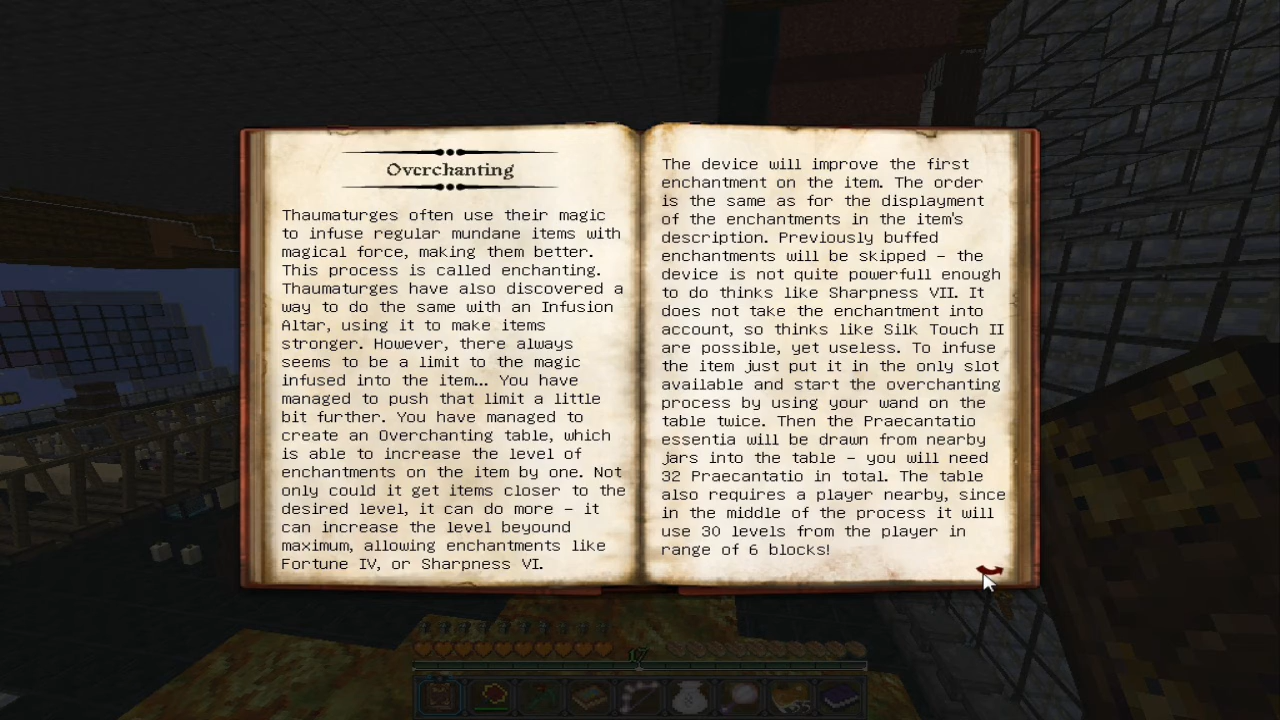 Overchanting
Thaumaturges often use their magic
to infuse regular mundane items with
magical force, making them better.
This process is called enchanting.
Thaumaturges have also discovered a
way to do the same with an Infusion
Altar, using it to make items
stronger. However, there always
seems to be a limit to the magic
infused into the item... You have
managed to push that limit a little
bit further. You have managed to
create an Overchanting table, which
is able to increase the level of
enchantments on the item by one. Not
only could it get items closer to the
desired level, it can do more - it
can increase the level beyound
maximum, allowing enchantments like
Fortune IV, or Sharpness VI.
The device will improve the first
enchantment on the item. The order
is the same as for the displayment
of the enchantments in the item's
description. Previously buffed
enchantments will be skipped - the
device is not quite powerfull enough
to do thinks like Sharpness VII. It
does not take the enchantment into
account, so thinks like Silk Touch II
are possible, yet useless. To infuse
the item just put it in the only slot
available and start the overchanting
process by using your wand on the
table twice. Then the Praecantatio
essentia will be drawn from nearby
jars into the table - you will need
32 Praecantatio in total. The table
also requires a player nearby, since
in the middle of the process it will
use 30 levels from the player in
range of 6 blocks!
17